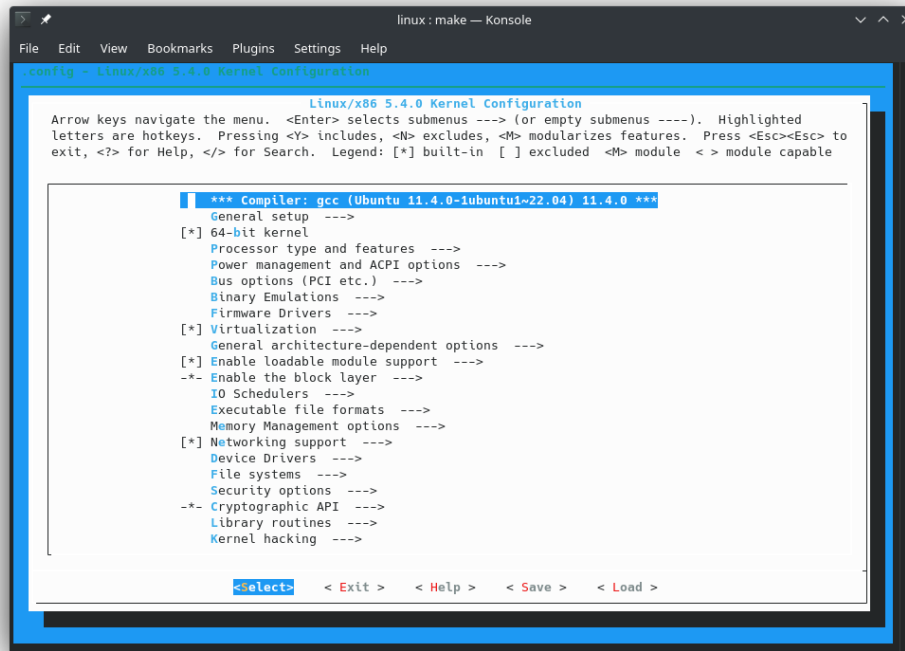 linux : make — Konsole
File Edit View Bookmarks Plugins Settings Help
.config - Linux/x86 5.4.0 Kernel Configuration
Linux/x86 5.4.0 Kernel Configuration
Arrow keys navigate the menu. <Enter> selects submenus ---> (or empty submenus ----). Highlighted
letters are hotkeys. Pressing <Y> includes, <N> excludes, <M> modularizes features. Press <Esc><Esc> to
exit, <?> for Help, </> for Search. Legend: [*] built-in [ ] excluded <M> module < > module capable
*** Compiler: gcc (Ubuntu 11.4.0-1ubuntu1~22.04) 11.4.0 ***
General setup --->
[*] 64-bit kernel
Processor type and features --->
Power management and ACPI options --->
Bus options (PCI etc.) --->
Binary Emulations --->
Firmware Drivers --->
[*] Virtualization --->
General architecture-dependent options --->
[*] Enable loadable module support --->
-*- Enable the block layer --->
IO Schedulers --->
Executable file formats --->
Memory Management options --->
[*] Networking support --->
Device Drivers --->
File systems --->
Security options --->
-*- Cryptographic API --->
Library routines --->
Kernel hacking --->
<Select> < Exit > < Help > < Save > < Load >